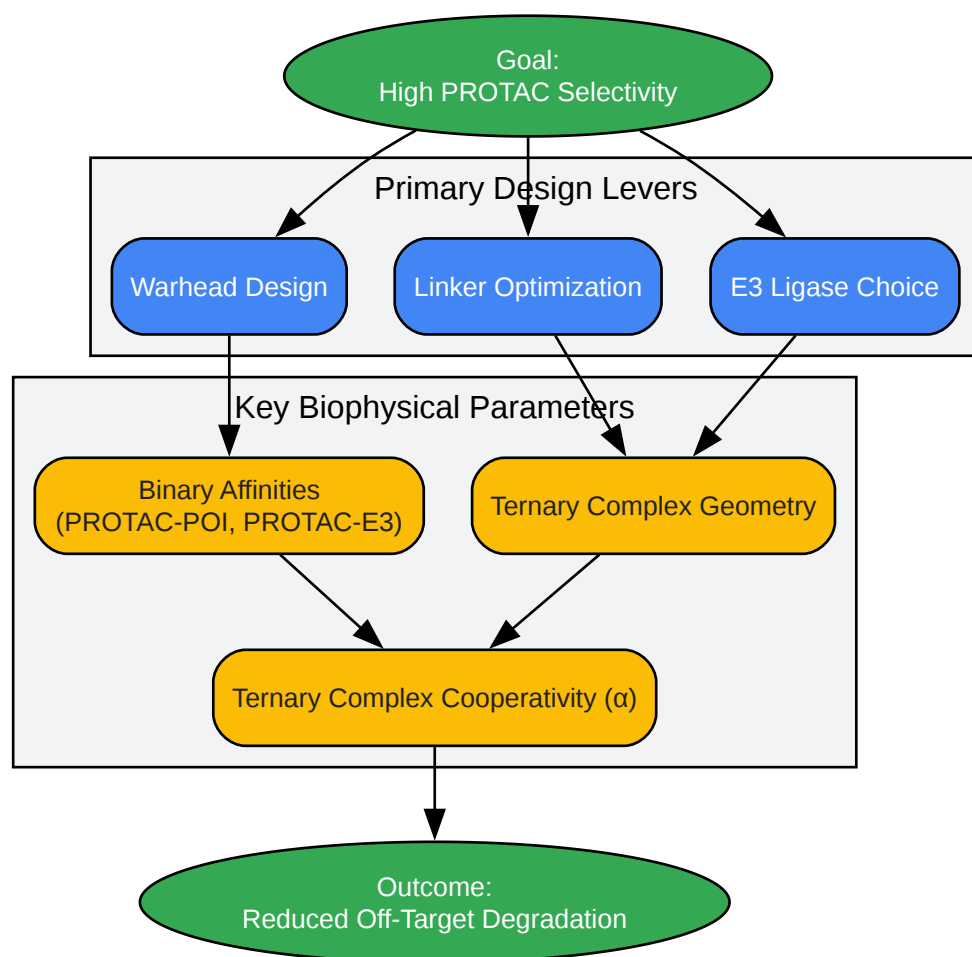 Goal:
High PROTAC Selectivity
Primary Design Levers
Warhead Design
Linker Optimization
E3 Ligase Choice
Key Biophysical Parameters
Binary Affinities
(PROTAC-POI, PROTAC-E3)
Ternary Complex Geometry
Ternary Complex Cooperativity (α)
Outcome:
Reduced Off-Target Degradation